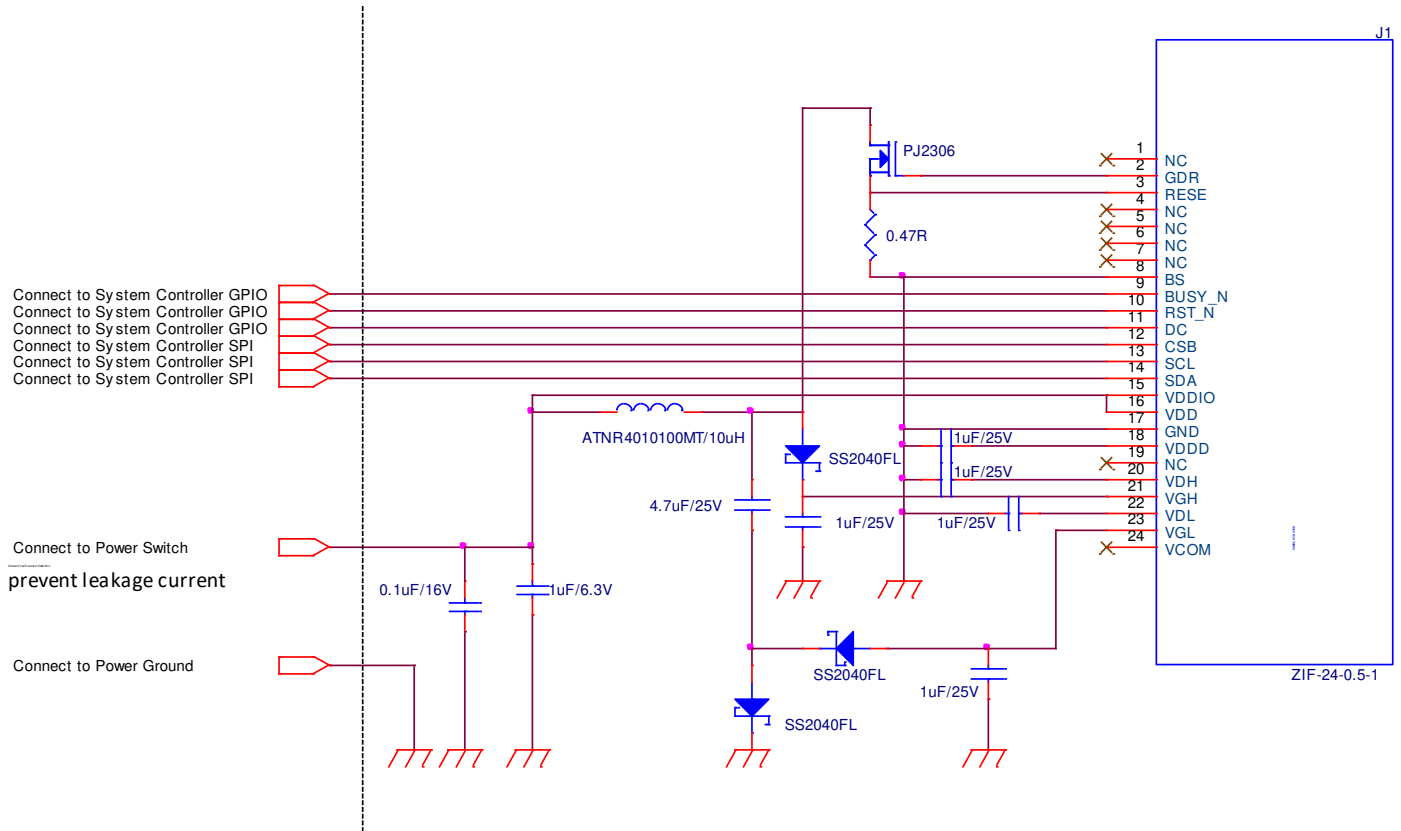 J1
PJ2306
0.47R
1
NC
2
GDR
3
RESE
4
NC
5
NC
6
NC
7
NC
8
BS
9
BUSY_N
10
RST_N
11
DC
12
CSB
13
SCL
14
SDA
15
VDDIO
16
VDD
17
GND
18
VDDD
19
NC
20
VDH
21
VGH
22
VDL
23
VGL
24
VCOM
Connect to System Controller GPIO
Connect to System Controller GPIO
Connect to System Controller GPIO
Connect to System Controller SPI
Connect to System Controller SPI
Connect to System Controller SPI
ATNR4010100MT/10uH
SS2040FL
1uF/25V
1uF/25V
4.7uF/25V
1uF/25V
1uF/25V
Connect to Power Switch
prevent leakage current
0.1uF/16V
1uF/6.3V
Connect to Power Ground
SS2040FL
1uF/25V
SS2040FL
ZIF-24-0.5-1